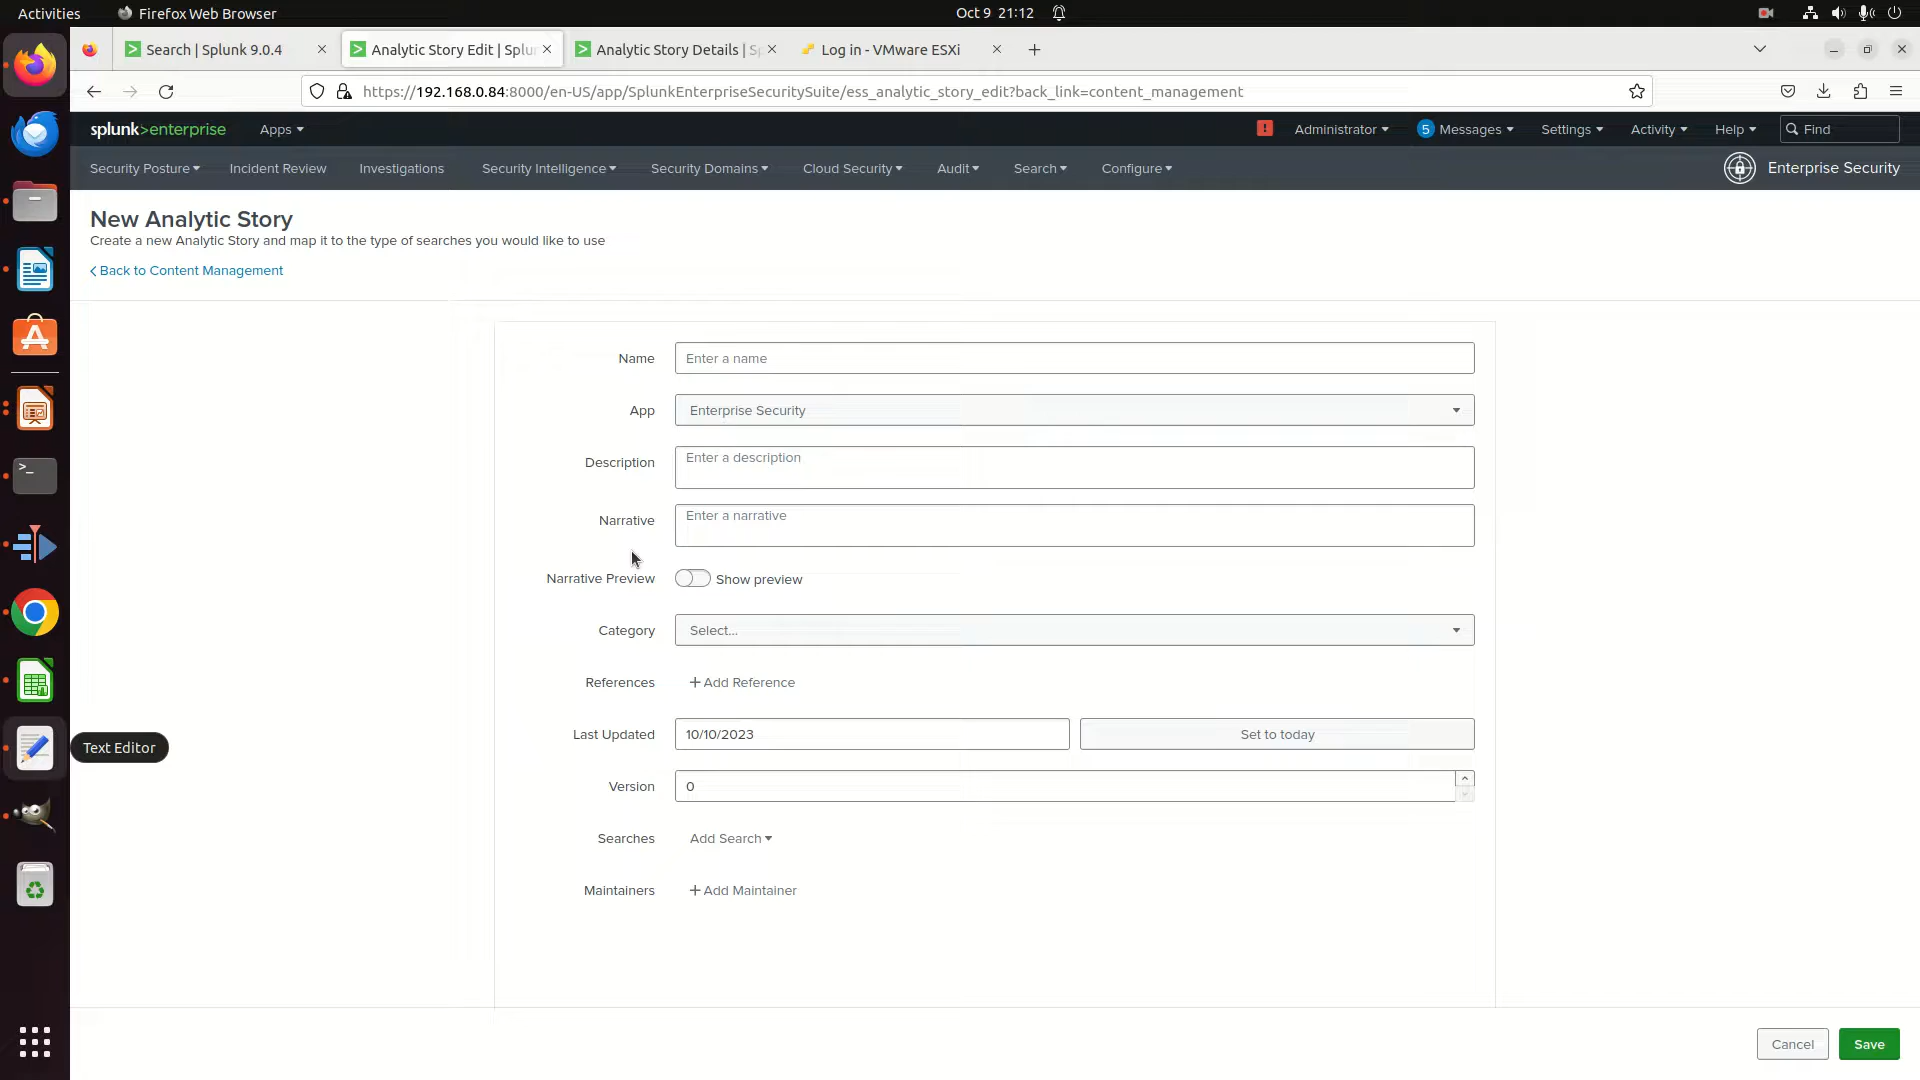 Activities Firefox Web Browser Oct 9 21:12
Search | Splunk 9.0.4 Analytic Story Edit | Splu Analytic Story Details | S Log in - VMware ESXi
https://192.168.0.84:8000/en-US/app/SplunkEnterpriseSecuritySuite/ess_analytic_story_edit?back_link=content_management
splunk>enterprise Apps ! Administrator 5 Messages Settings Activity Help Find
Security Posture Incident Review Investigations Security Intelligence Security Domains Cloud Security Audit Search Configure Enterprise Security
New Analytic Story
Create a new Analytic Story and map it to the type of searches you would like to use
Back to Content Management
Name Enter a name
App Enterprise Security
Description Enter a description
Narrative Enter a narrative
Narrative Preview Show preview
Category Select...
References + Add Reference
Last Updated 10/10/2023 Set to today
Text Editor
Version 0
Searches Add Search
Maintainers + Add Maintainer
Cancel Save